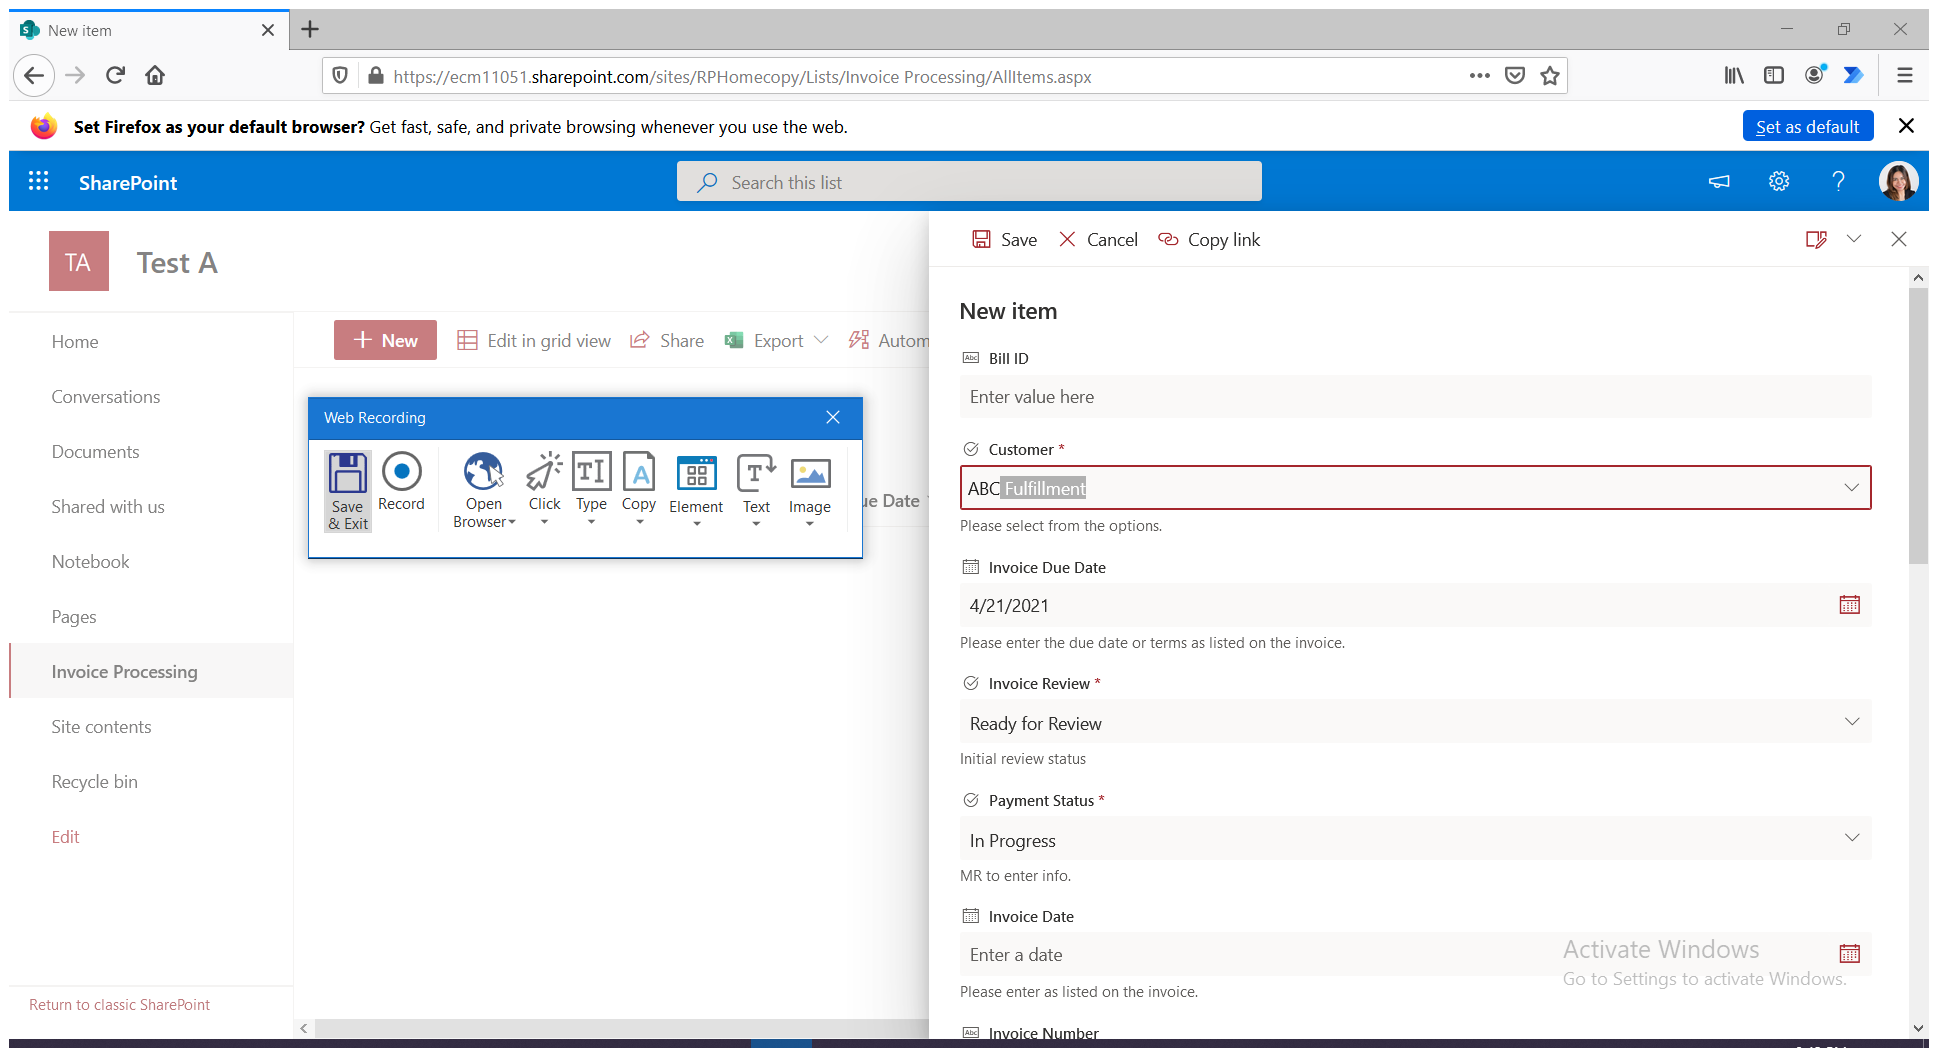 New item
https://ecm11051.sharepoint.com/sites/RPHomecopy/Lists/Invoice Processing/AllItems.aspx
Set Firefox as your default browser? Get fast, safe, and private browsing whenever you use the web.
Set as default
SharePoint
Search this list
TA
Test A
Save
Cancel
Copy link
Home
Conversations
Documents
Shared with us
Notebook
Pages
Invoice Processing
Site contents
Recycle bin
Edit
Return to classic SharePoint
New
Edit in grid view
Share
Export
Autom
ue Date
Web Recording
Save & Exit
Record
Open Browser
Click
Type
Copy
Element
Text
Image
New item
Abc Bill ID
Enter value here
Customer *
ABC Fulfillment
Please select from the options.
Invoice Due Date
4/21/2021
Please enter the due date or terms as listed on the invoice.
Invoice Review *
Ready for Review
Initial review status
Payment Status *
In Progress
MR to enter info.
Invoice Date
Enter a date
Please enter as listed on the invoice.
Abc Invoice Number
Activate Windows
Go to Settings to activate Windows.